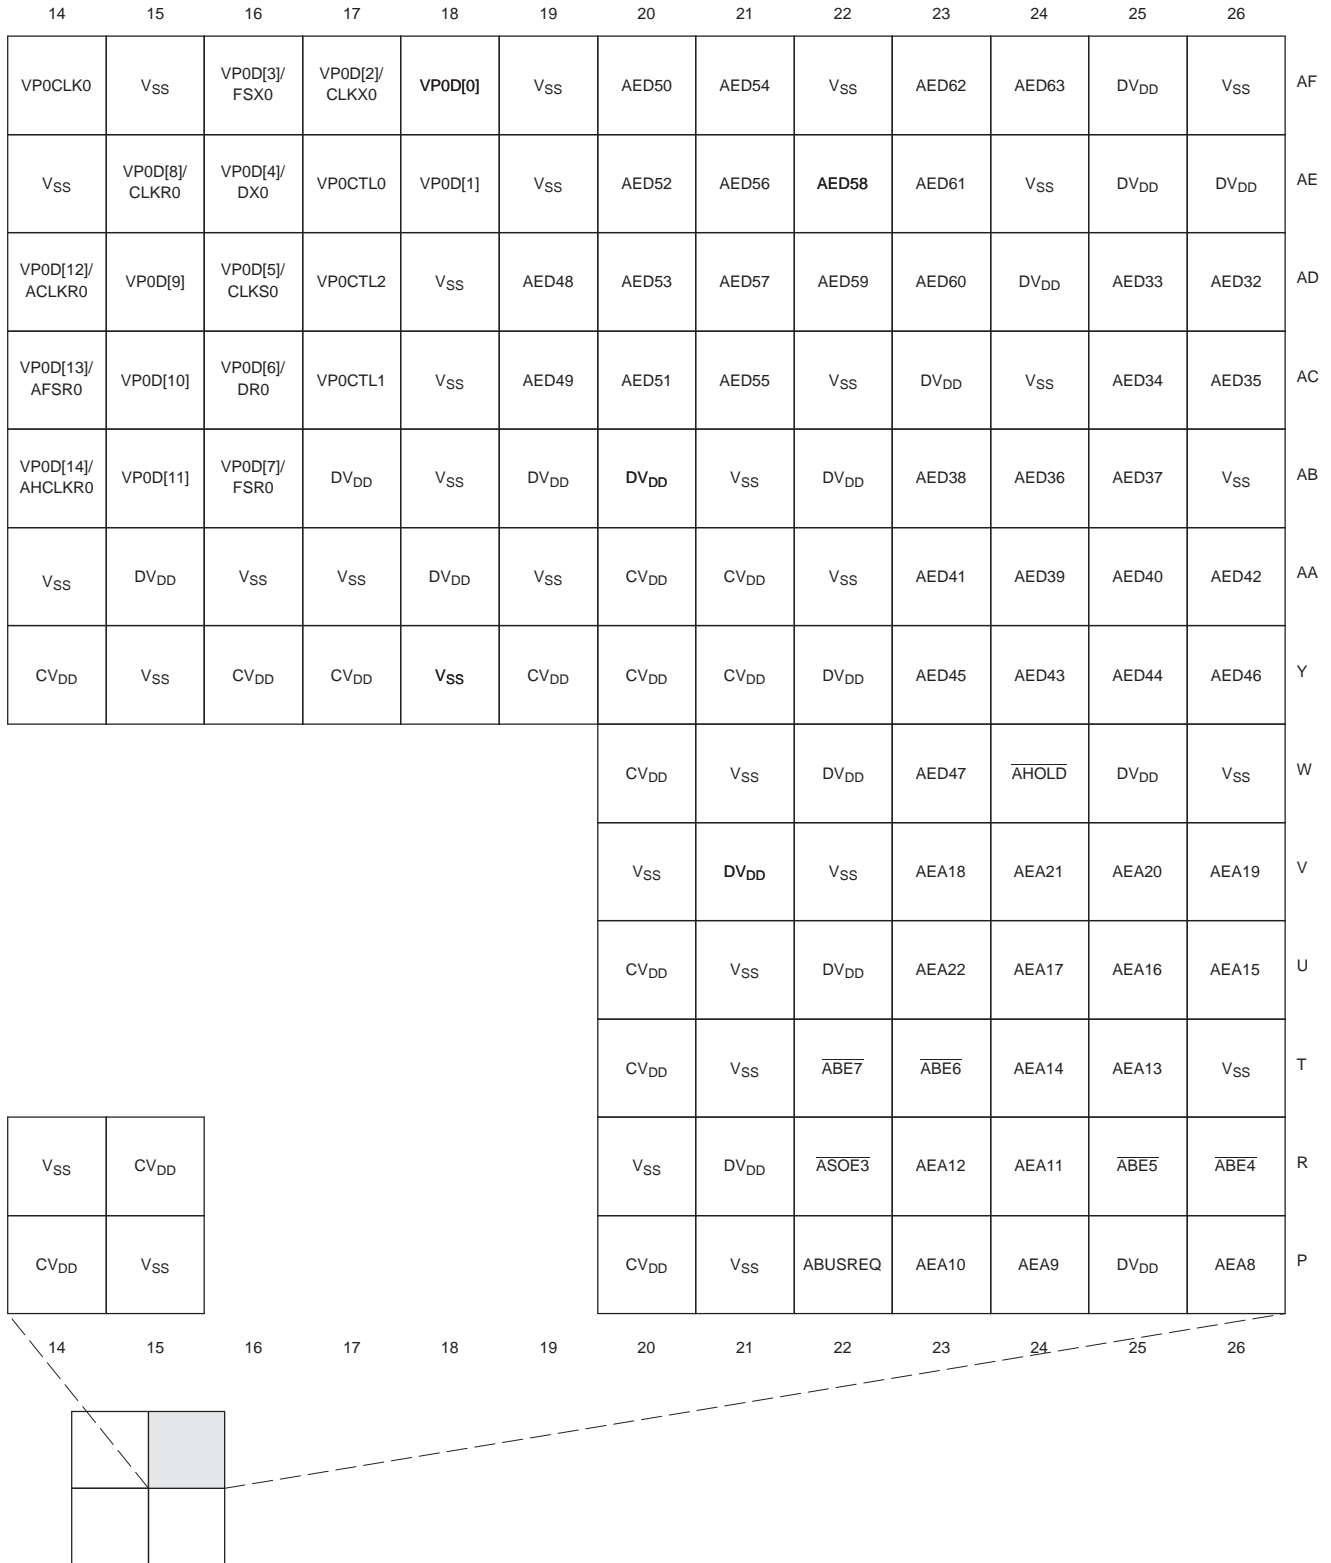 14 15 16 17 18 19 20 21 22 23 24 25 26
VP0CLK0 VSS VP0D[3]/ FSX0 VP0D[2]/ CLKX0 VP0D[0] VSS AED50 AED54 VSS AED62 AED63 DVDD VSS AF
VSS VP0D[8]/ CLKR0 VP0D[4]/ DX0 VP0CTL0 VP0D[1] VSS AED52 AED56 AED58 AED61 VSS DVDD DVDD AE
VP0D[12]/ ACLKR0 VP0D[9] VP0D[5]/ CLKS0 VP0CTL2 VSS AED48 AED53 AED57 AED59 AED60 DVDD AED33 AED32 AD
VP0D[13]/ AFSR0 VP0D[10] VP0D[6]/ DR0 VP0CTL1 VSS AED49 AED51 AED55 VSS DVDD VSS AED34 AED35 AC
VP0D[14]/ AHCLKR0 VP0D[11] VP0D[7]/ FSR0 DVDD VSS DVDD DVDD VSS DVDD AED38 AED36 AED37 VSS AB
VSS DVDD VSS VSS DVDD VSS CVDD CVDD VSS AED41 AED39 AED40 AED42 AA
CVDD VSS CVDD CVDD VSS CVDD CVDD CVDD DVDD AED45 AED43 AED44 AED46 Y
CVDD VSS DVDD AED47 AHOLD DVDD VSS W
VSS DVDD VSS AEA18 AEA21 AEA20 AEA19 V
CVDD VSS DVDD AEA22 AEA17 AEA16 AEA15 U
CVDD VSS ABE7 ABE6 AEA14 AEA13 VSS T
VSS CVDD VSS DVDD ASOE3 AEA12 AEA11 ABE5 ABE4 R
CVDD VSS CVDD VSS ABUSREQ AEA10 AEA9 DVDD AEA8 P
14 15 16 17 18 19 20 21 22 23 24 25 26